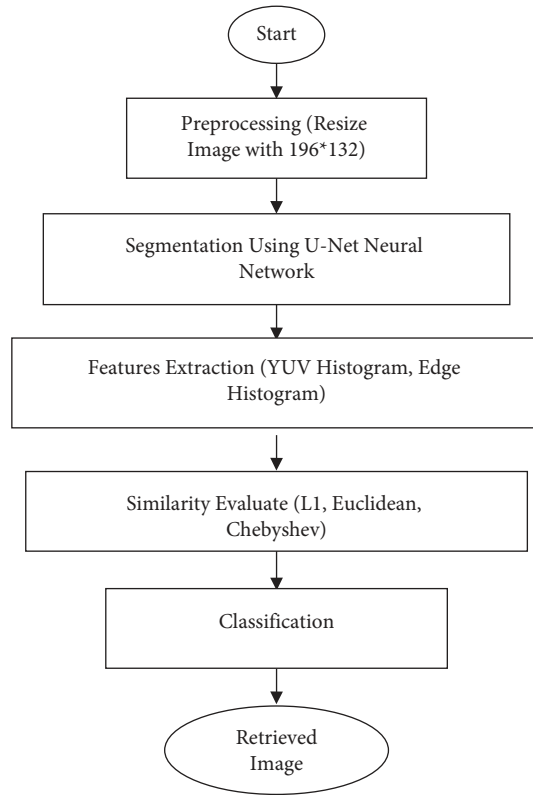 Start
Preprocessing (Resize
Image with 196*132)
Segmentation Using U-Net Neural
Network
Features Extraction (YUV Histogram, Edge
Histogram)
Similarity Evaluate (L1, Euclidean,
Chebyshev)
Classification
Retrieved
Image